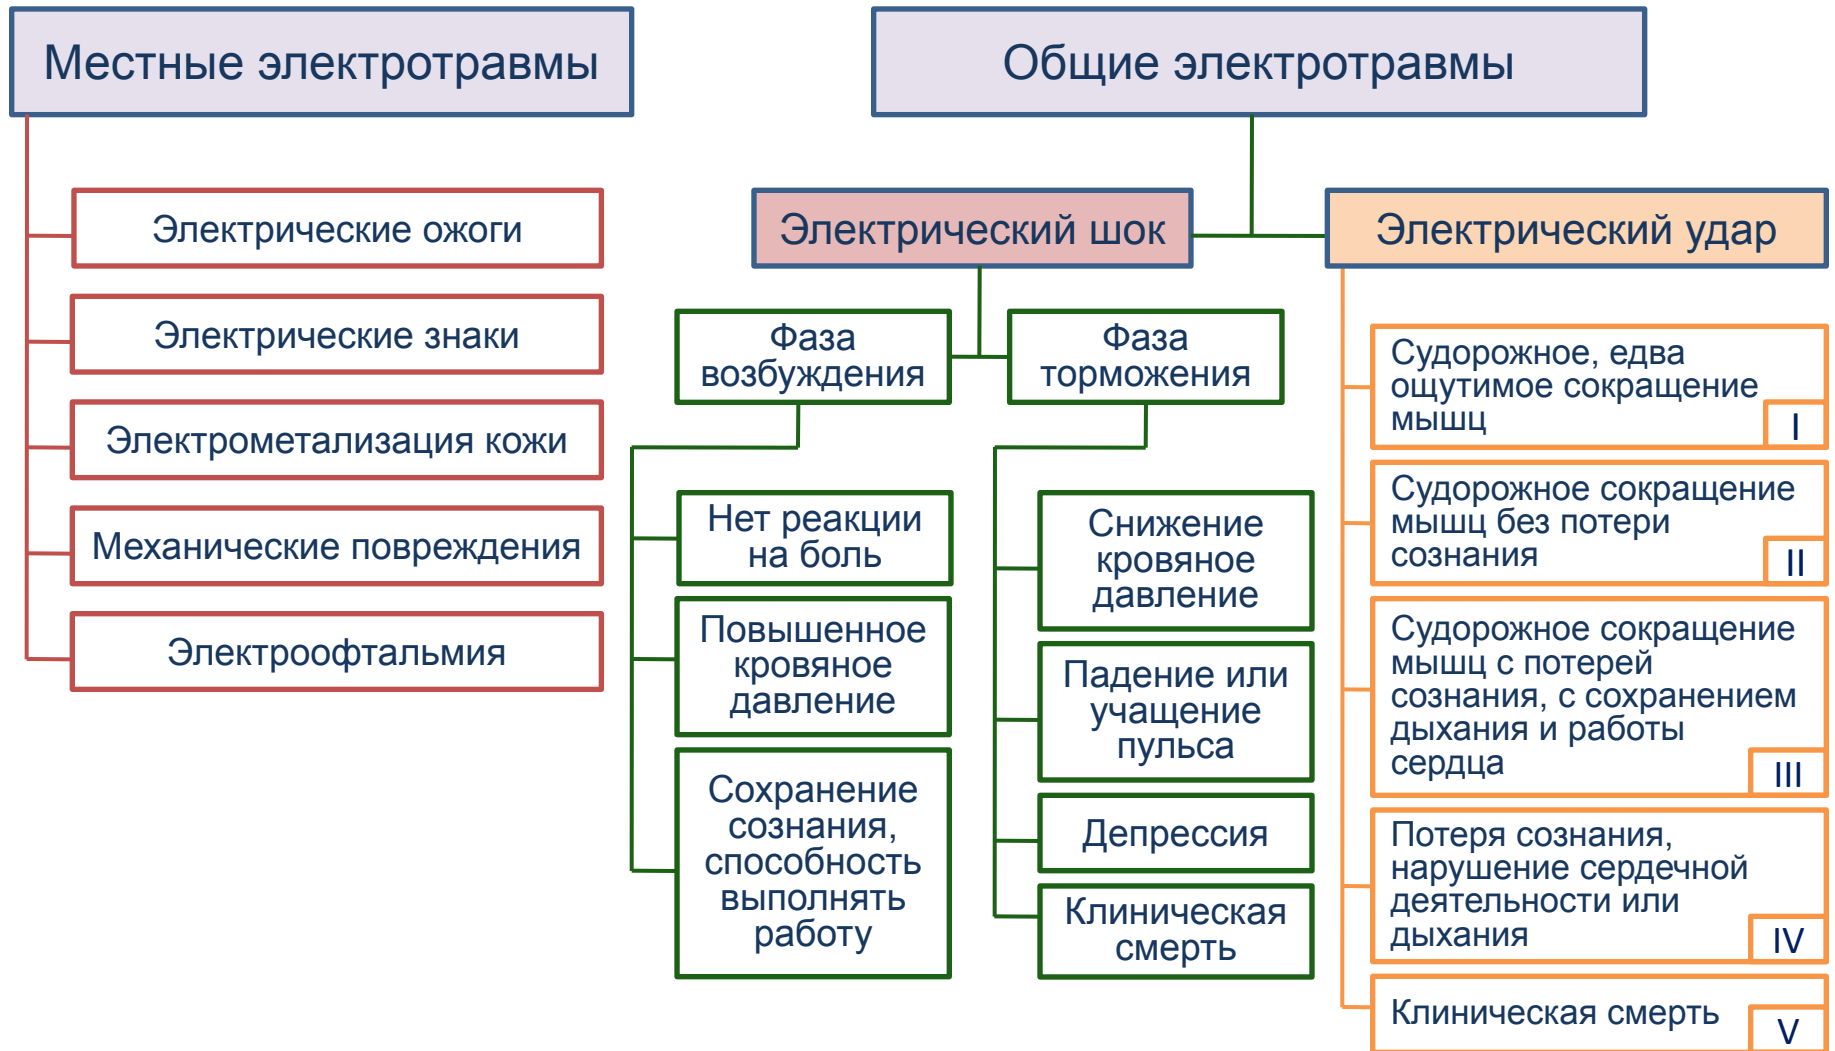 Местные электротравмы
Электрические ожоги
Электрические знаки
Электрометализация кожи
Механические повреждения
Электроофтальмия
Общие электротравмы
Электрический шок
Фаза
возбуждения
Нет реакции
на боль
Повышенное
кровяное
давление
Сохранение
сознания,
способность
выполнять
работу
Фаза
торможения
Снижение
кровяное
давление
Падение или
учащение
пульса
Депрессия
Клиническая
смерть
Электрический удар
Судорожное, едва
ощутимое сокращение
мышц
I
Судорожное сокращение
мышц без потери
сознания
II
Судорожное сокращение
мышц с потерей
сознания, с сохранением
дыхания и работы
сердца
III
Потеря сознания,
нарушение сердечной
деятельности или
дыхания
IV
Клиническая смерть
V